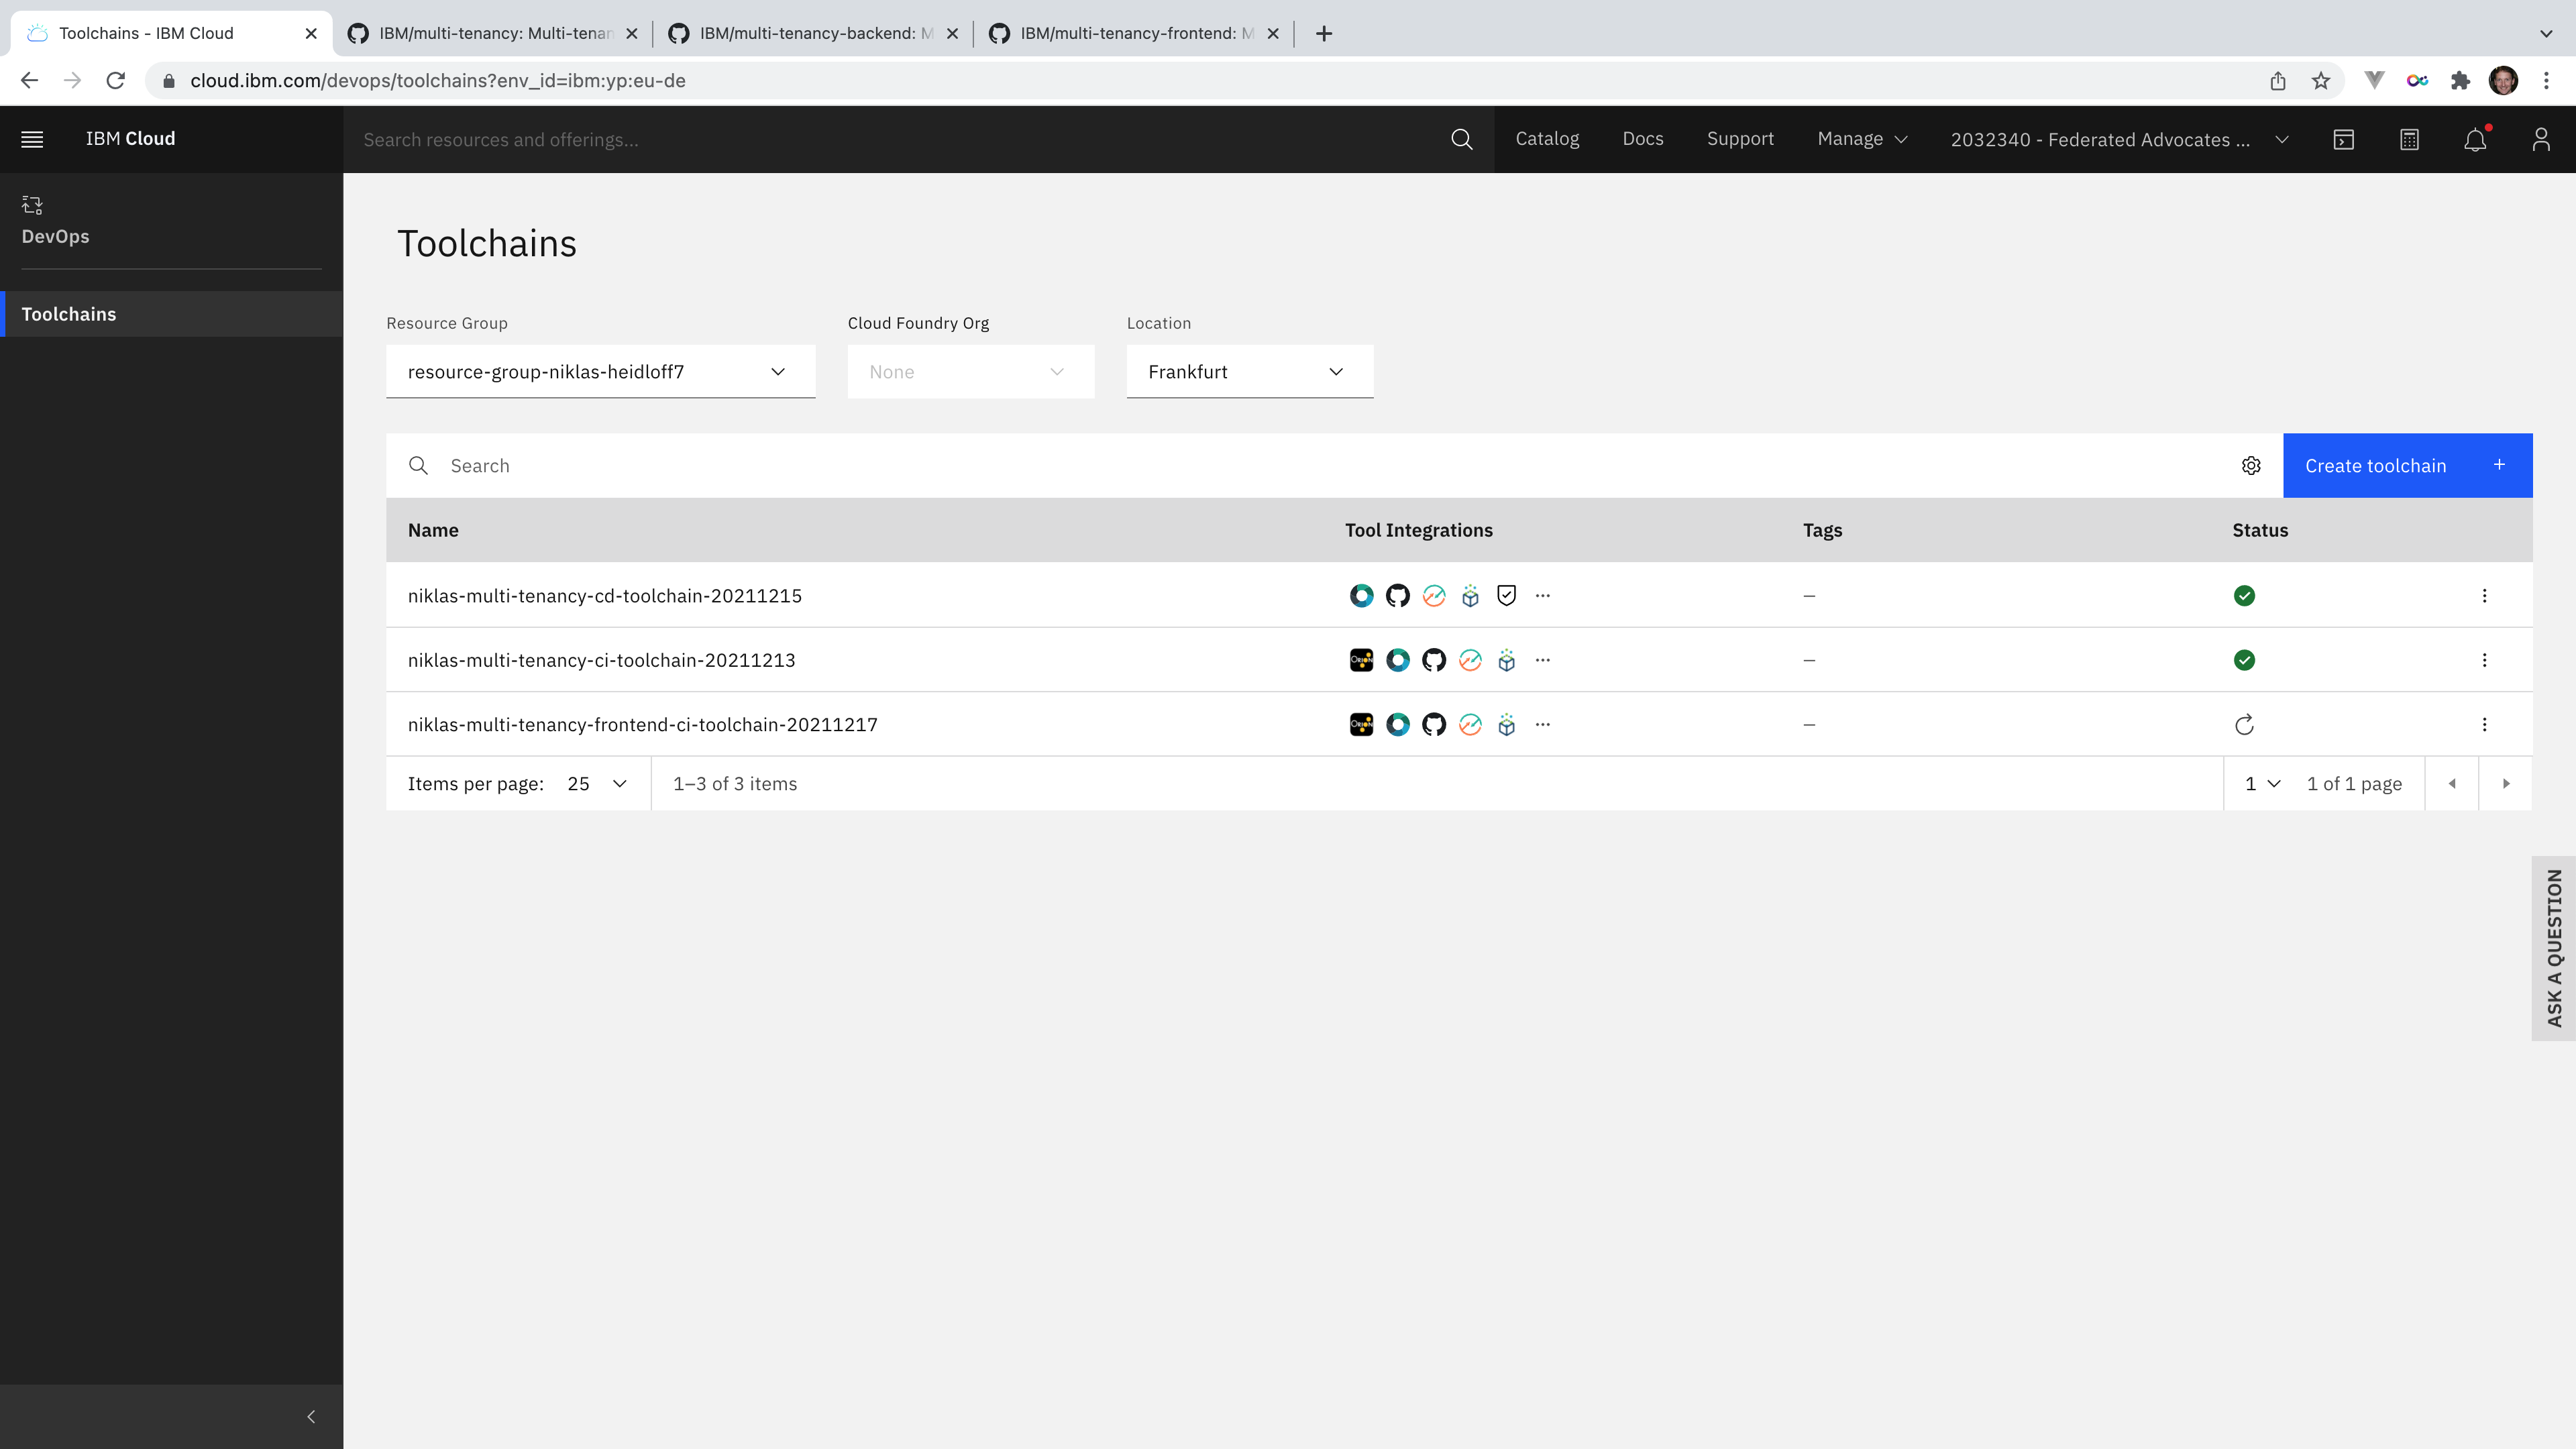 Toolchains - IBM Cloud
IBM/multi-tenancy: Multi-tenan
IBM/multi-tenancy-backend: M
IBM/multi-tenancy-frontend: M
cloud.ibm.com/devops/toolchains?env_id=ibm:yp:eu-de
IBM Cloud
Search resources and offerings...
Catalog
Docs
Support
Manage
2032340 - Federated Advocates ...
DevOps
Toolchains
Toolchains
Resource Group
Cloud Foundry Org
Location
resource-group-niklas-heidloff7
None
Frankfurt
Search
Create toolchain +
Name
Tool Integrations
Tags
Status
niklas-multi-tenancy-cd-toolchain-20211215
–
niklas-multi-tenancy-ci-toolchain-20211213
ORION
–
niklas-multi-tenancy-frontend-ci-toolchain-20211217
ORION
–
Items per page: 25
1–3 of 3 items
1
1 of 1 page
ASK A QUESTION